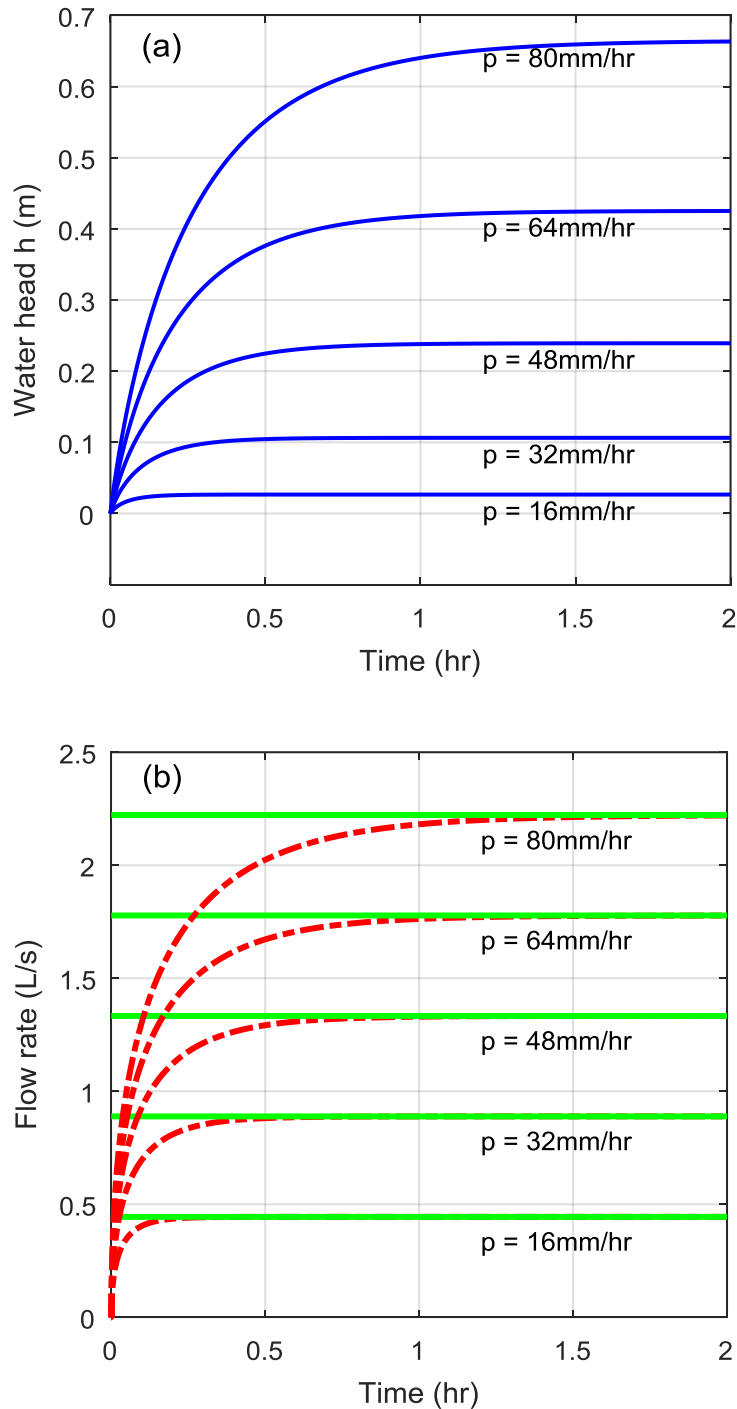 0.7
(a)
p = 80mm/hr
0.6
0.5
0.4
p = 64mm/hr
0.3
p = 48mm/hr
0.2
0.1
p = 32mm/hr
0
p = 16mm/hr
Water head h (m)
0 0.5 1 1.5 2
Time (hr)
2.5
(b)
p = 80mm/hr
2
p = 64mm/hr
1.5
p = 48mm/hr
1
p = 32mm/hr
0.5
p = 16mm/hr
0
Flow rate (L/s)
0 0.5 1 1.5 2
Time (hr)